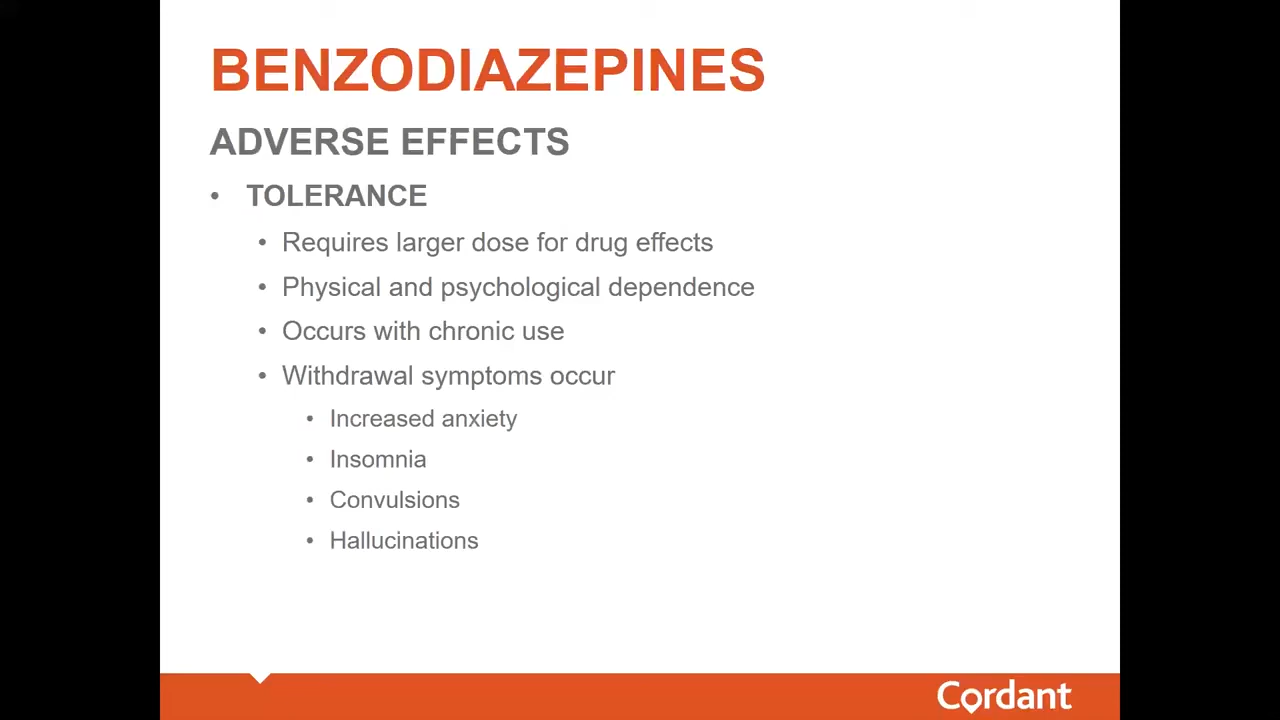 BENZODIAZEPINES
ADVERSE EFFECTS
• TOLERANCE
• Requires larger dose for drug effects
• Physical and psychological dependence
• Occurs with chronic use
• Withdrawal symptoms occur
• Increased anxiety
• Insomnia
• Convulsions
• Hallucinations
Cordant